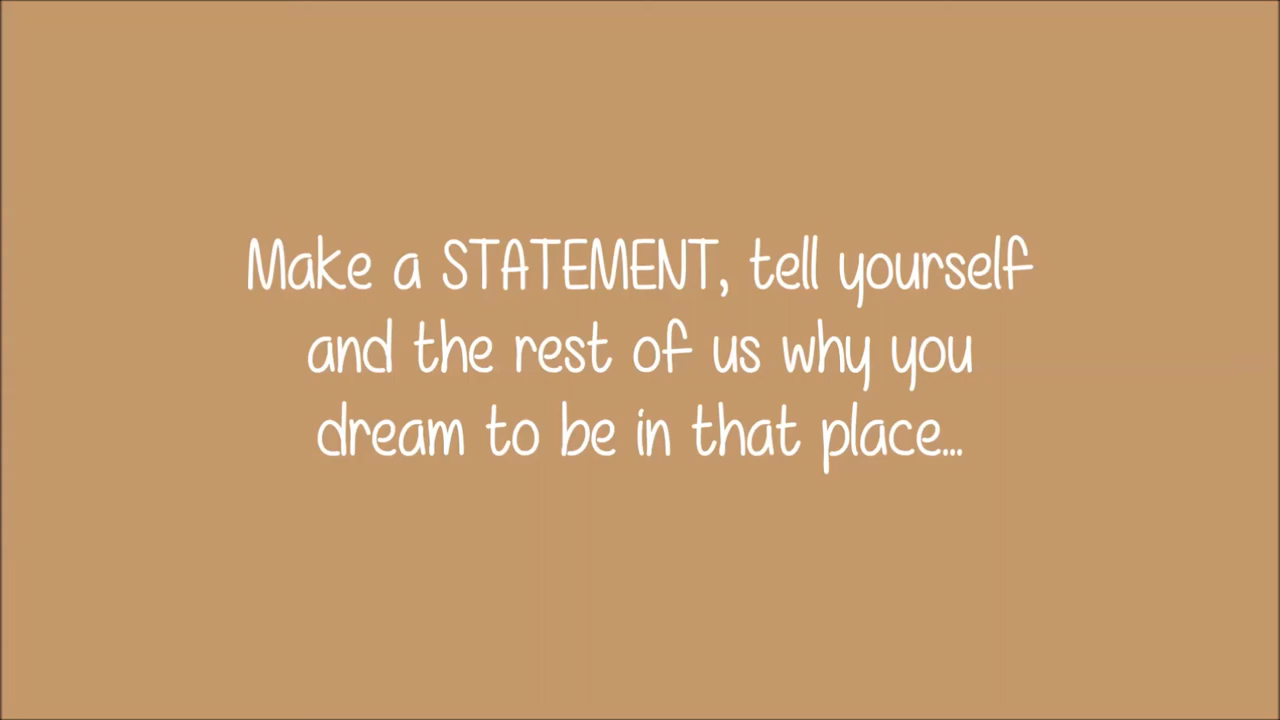 Make a STATEMENT, tell yourself
and the rest of us why you
dream to be in that place...